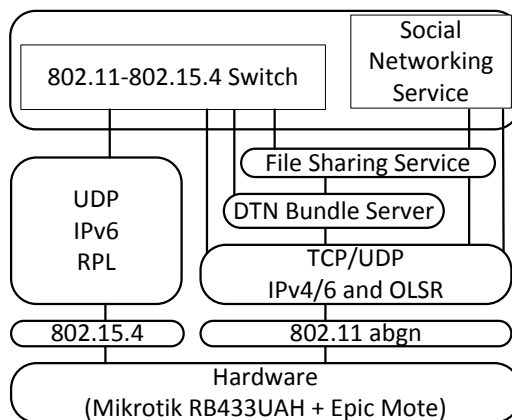 802.11-802.15.4 Switch
Social
Networking
Service
File Sharing Service
UDP
IPv6
RPL
DTN Bundle Server
TCP/UDP
IPv4/6 and OLSR
802.15.4
802.11 abgn
Hardware
(Mikrotik RB433UAH + Epic Mote)